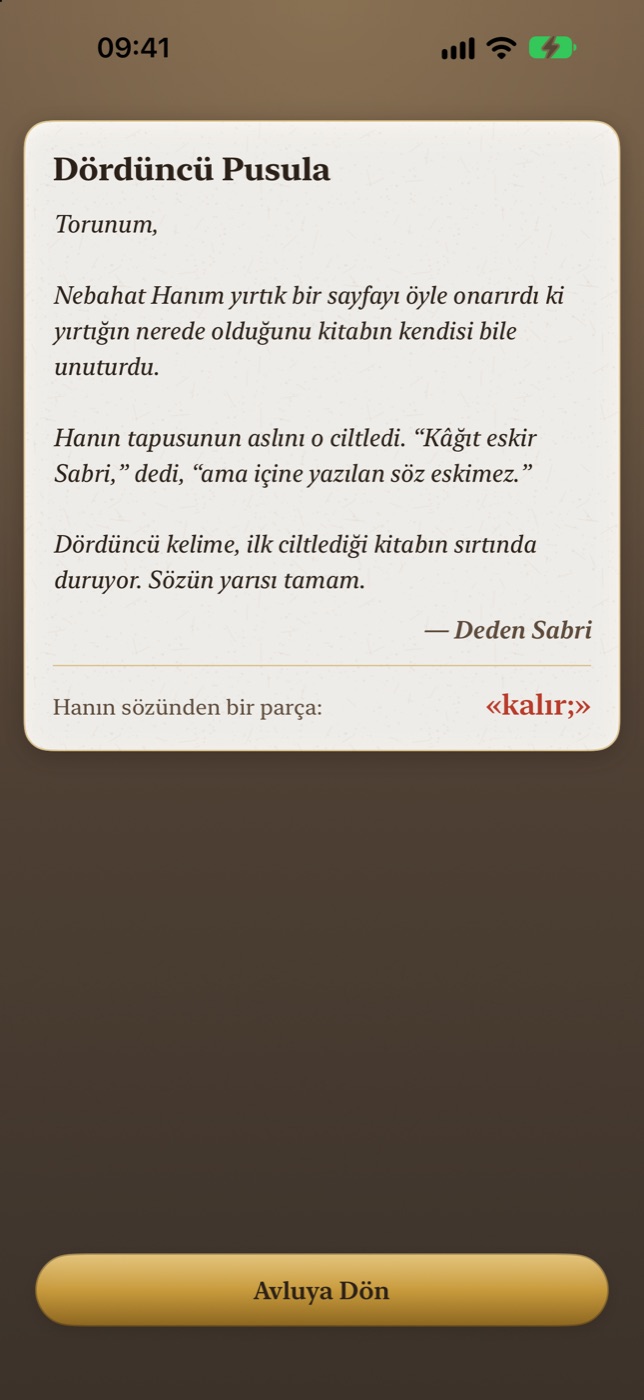 09:41
Dördüncü Pusula
Torunum,
Nebahat Hanım yırtık bir sayfayı öyle onarırdı ki
yırtığın nerede olduğunu kitabın kendisi bile
unuturdu.
Hanın tapusunun aslını o ciltledi. “Kâğıt eskir
Sabri,” dedi, “ama içine yazılan söz eskimez.”
Dördüncü kelime, ilk ciltlediği kitabın sırtında
duruyor. Sözün yarısı tamam.
— Deden Sabri
Hanın sözünden bir parça: «kalır;»
Avluya Dön